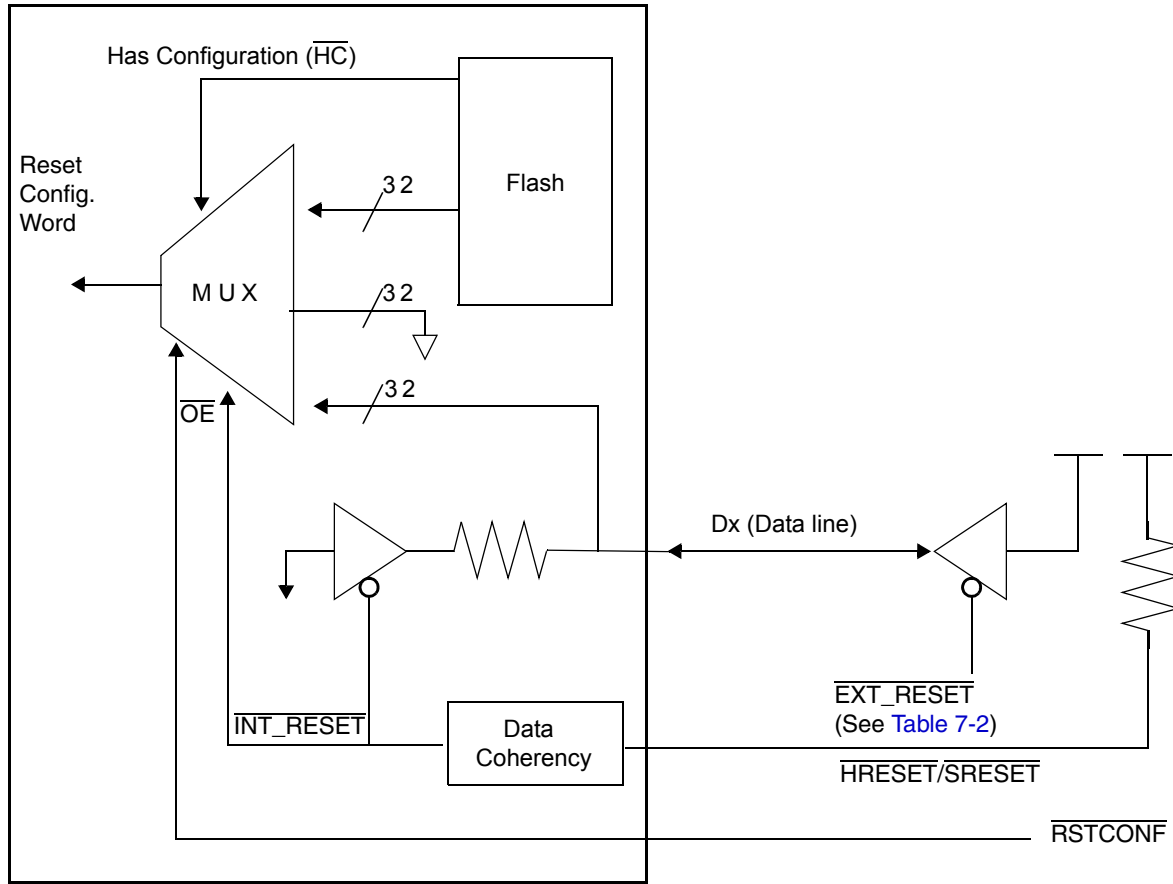 Has Configuration (HC)
Reset
Config.
Word
Flash
32
MUX
32
32
OE
Dx (Data line)
EXT_RESET
(See Table 7-2)
INT_RESET
Data
Coherency
HRESET/SRESET
RSTCONF